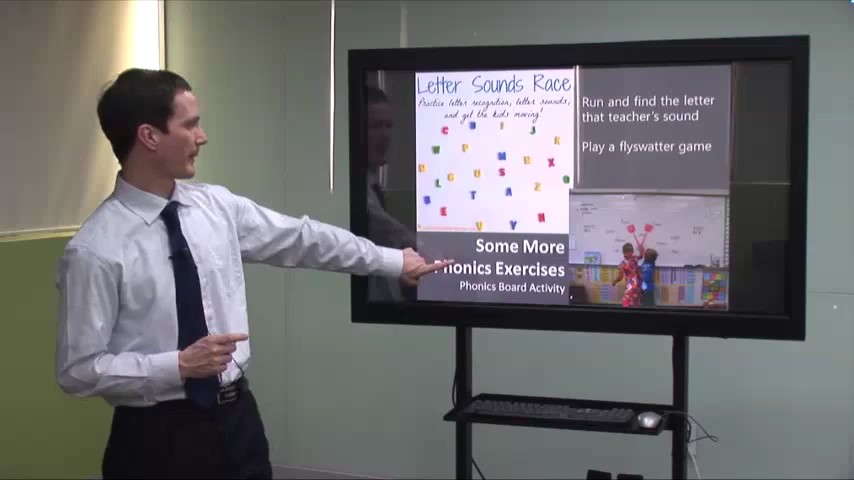 Letter Sounds Race
Practice letter recognition, letter sounds,
and get the kids moving!
C
J
W
P
M
X
G
U
S
L
Z
T
A
E
N
V
Y
Some More
Phonics Exercises
Phonics Board Activity
Run and find the letter
that teacher's sound
Play a flyswatter game